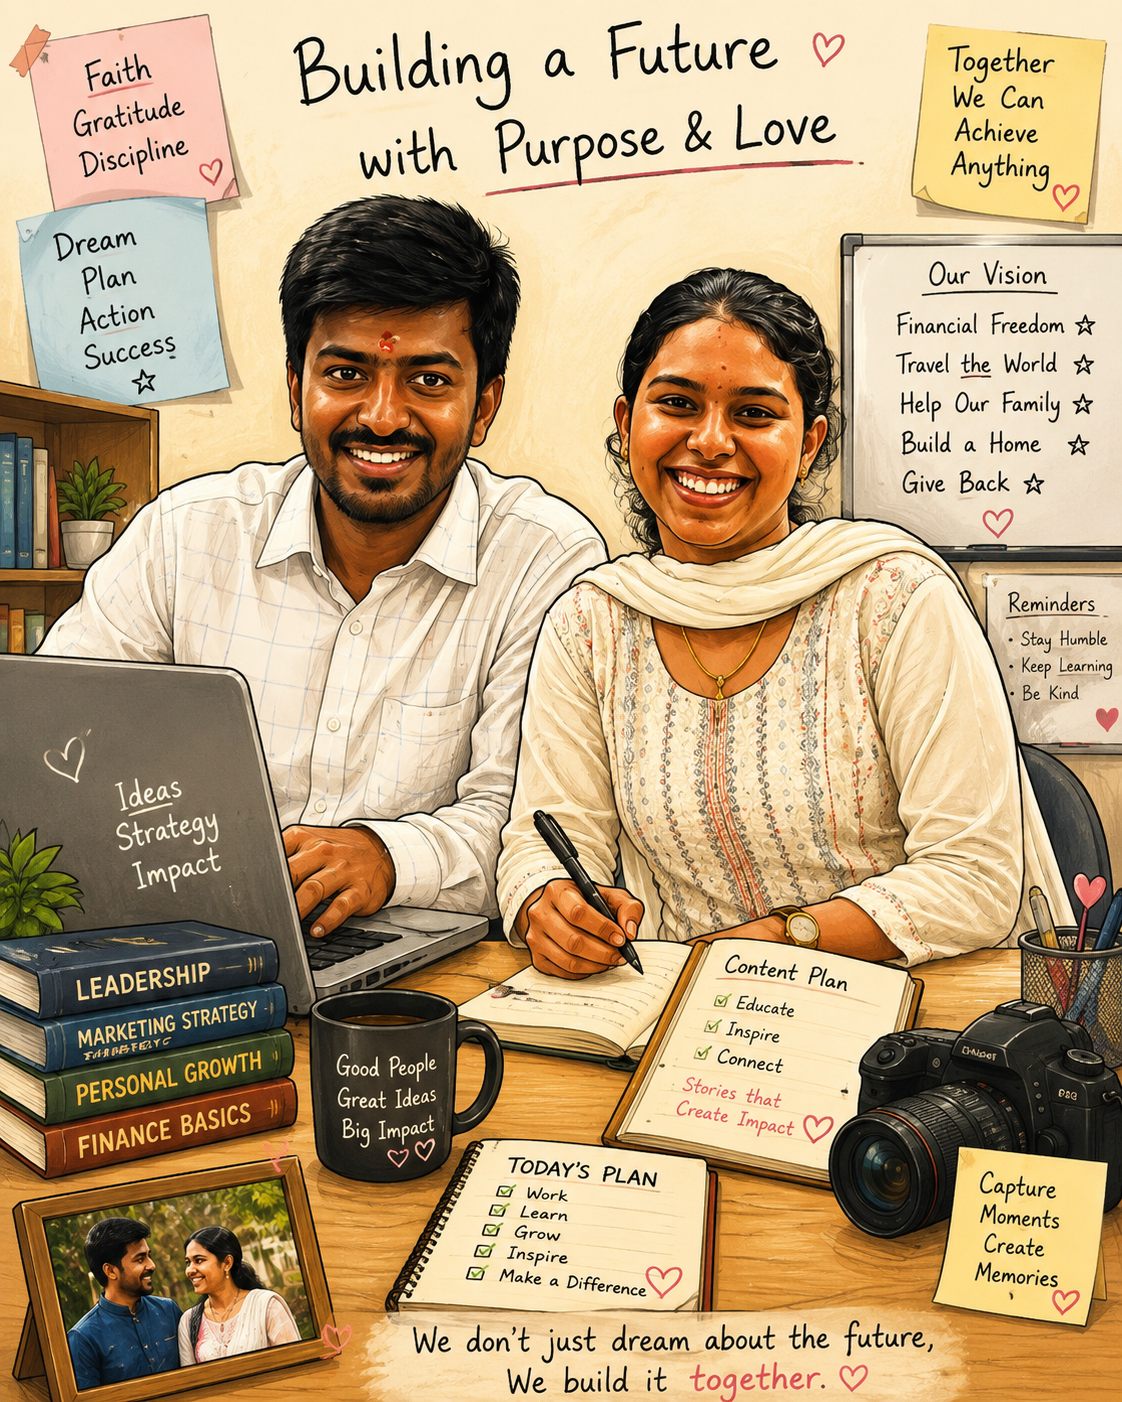 Building a Future
with Purpose & Love
Faith
Gratitude
Discipline
Dream
Plan
Action
Success
Together
We Can
Achieve
Anything
Our Vision
Financial Freedom
Travel the World
Help Our Family
Build a Home
Give Back
Reminders
• Stay Humble
• Keep Learning
• Be Kind
Ideas
Strategy
Impact
LEADERSHIP
MARKETING STRATEGY
PERSONAL GROWTH
FINANCE BASICS
Good People
Great Ideas
Big Impact
Content Plan
Educate
Inspire
Connect
Stories that
Create Impact
TODAY'S PLAN
Work
Learn
Grow
Inspire
Make a Difference
Capture
Moments
Create
Memories
We don't just dream about the future,
We build it together.